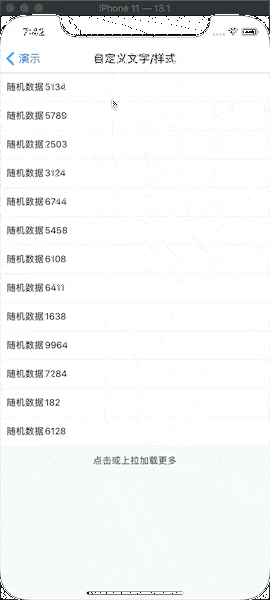 iPhone 11 — 13.1
7:42
演示
自定义文字/样式
随机数据5134
随机数据5789
随机数据2503
随机数据3124
随机数据6744
随机数据5458
随机数据6108
随机数据6411
随机数据1638
随机数据9964
随机数据7284
随机数据182
随机数据6128
点击或上拉加载更多